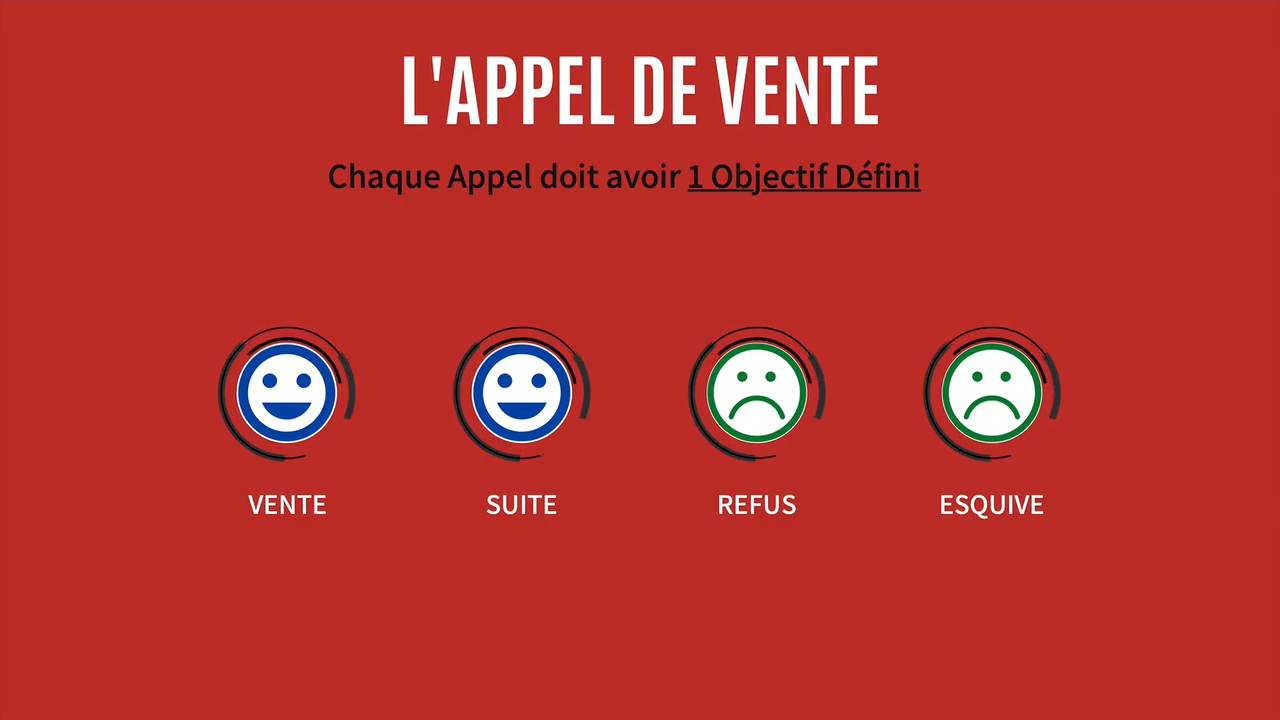 L'APPEL DE VENTE
Chaque Appel doit avoir 1 Objectif Défini
VENTE
SUITE
REFUS
ESQUIVE